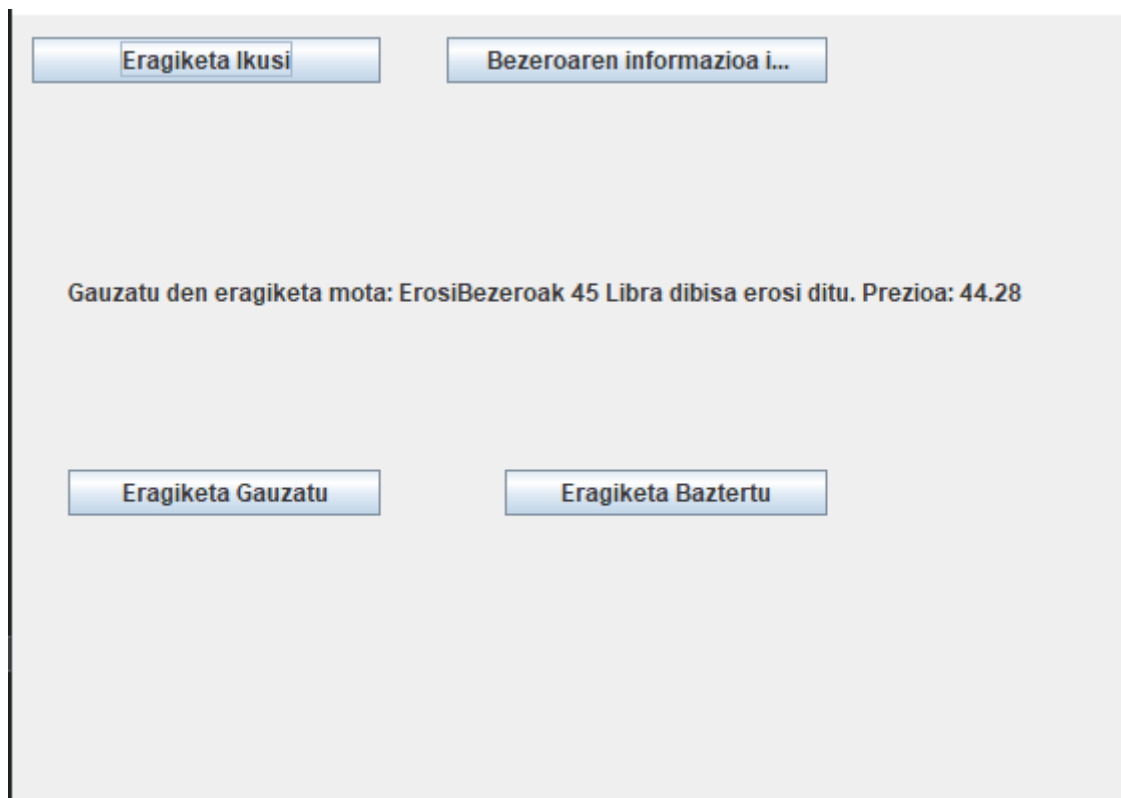 Eragiketa Ikusi
Bezeroaren informazioa i...
Gauzatu den eragiketa mota: ErosiBezeroak 45 Libra dibisa erosi ditu. Prezioa: 44.28
Eragiketa Gauzatu
Eragiketa Baztertu